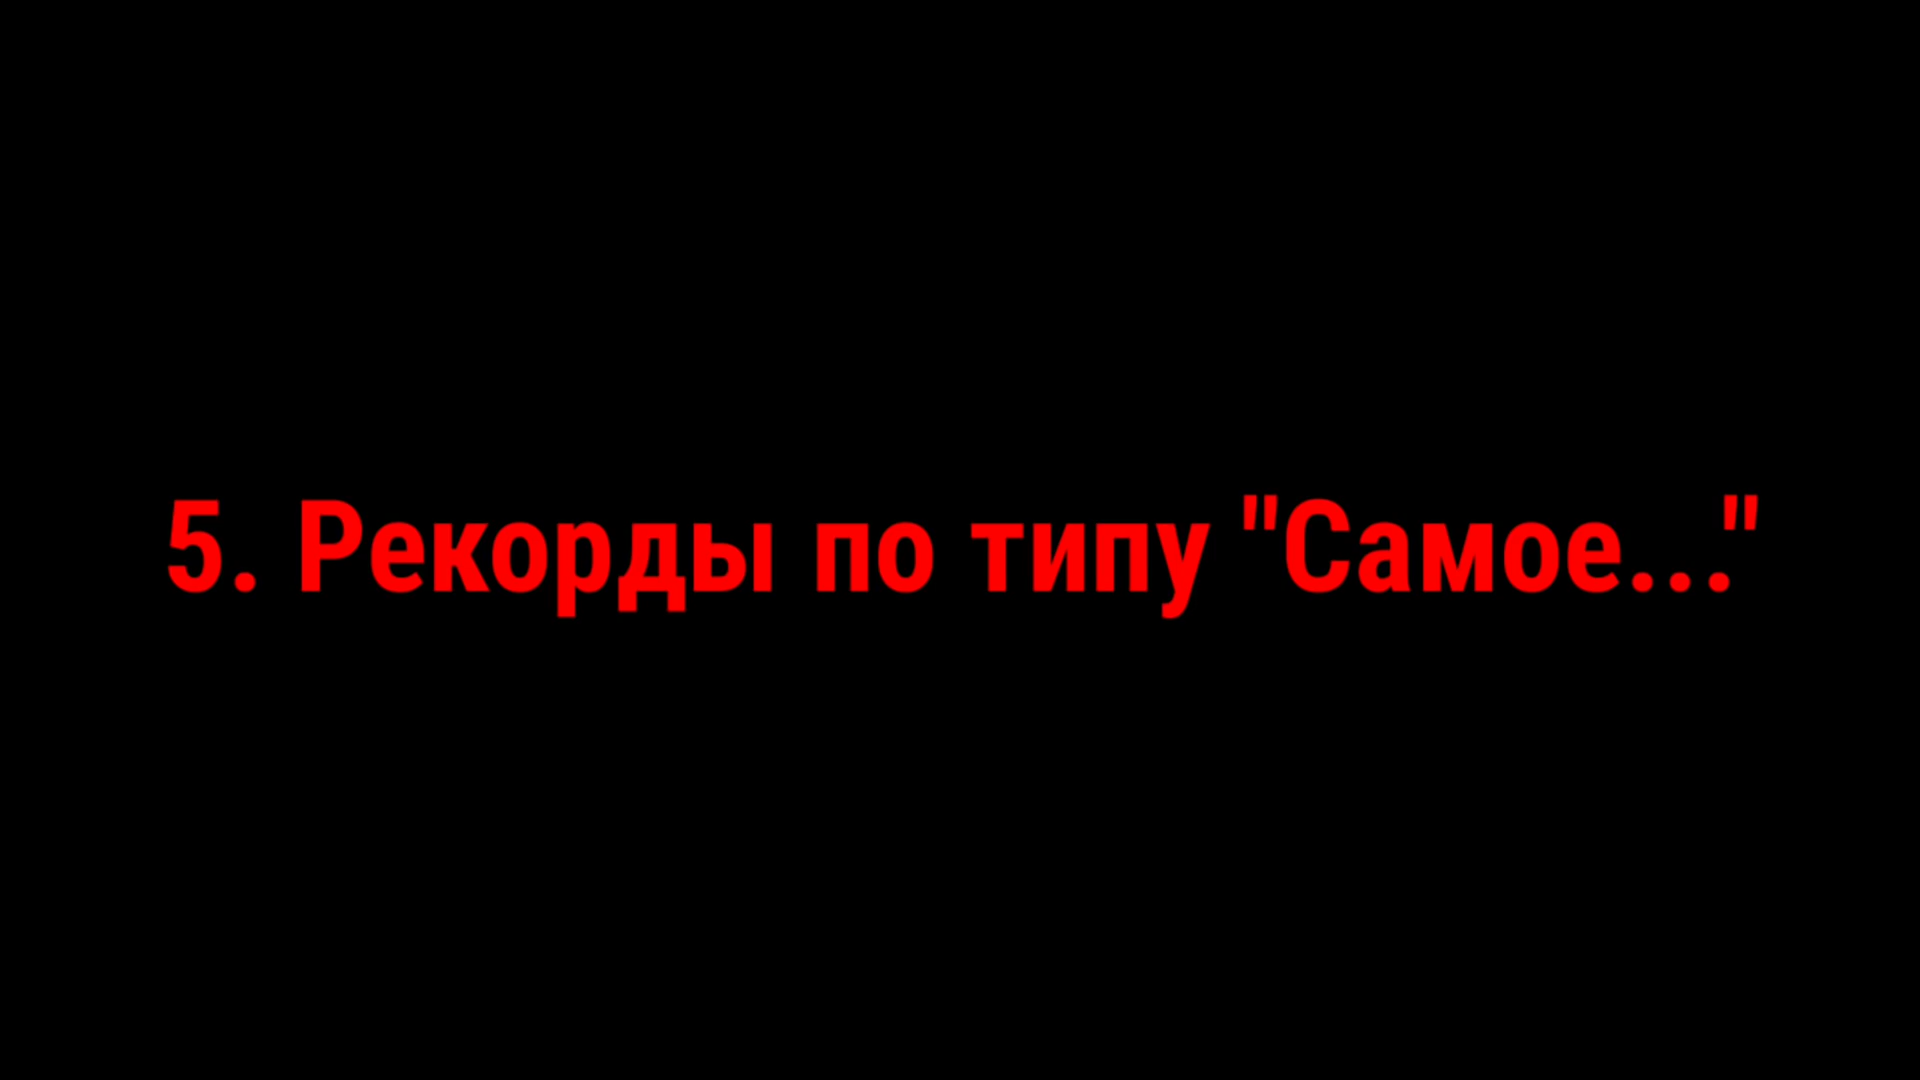 5. Рекорды по типу "Самое..."